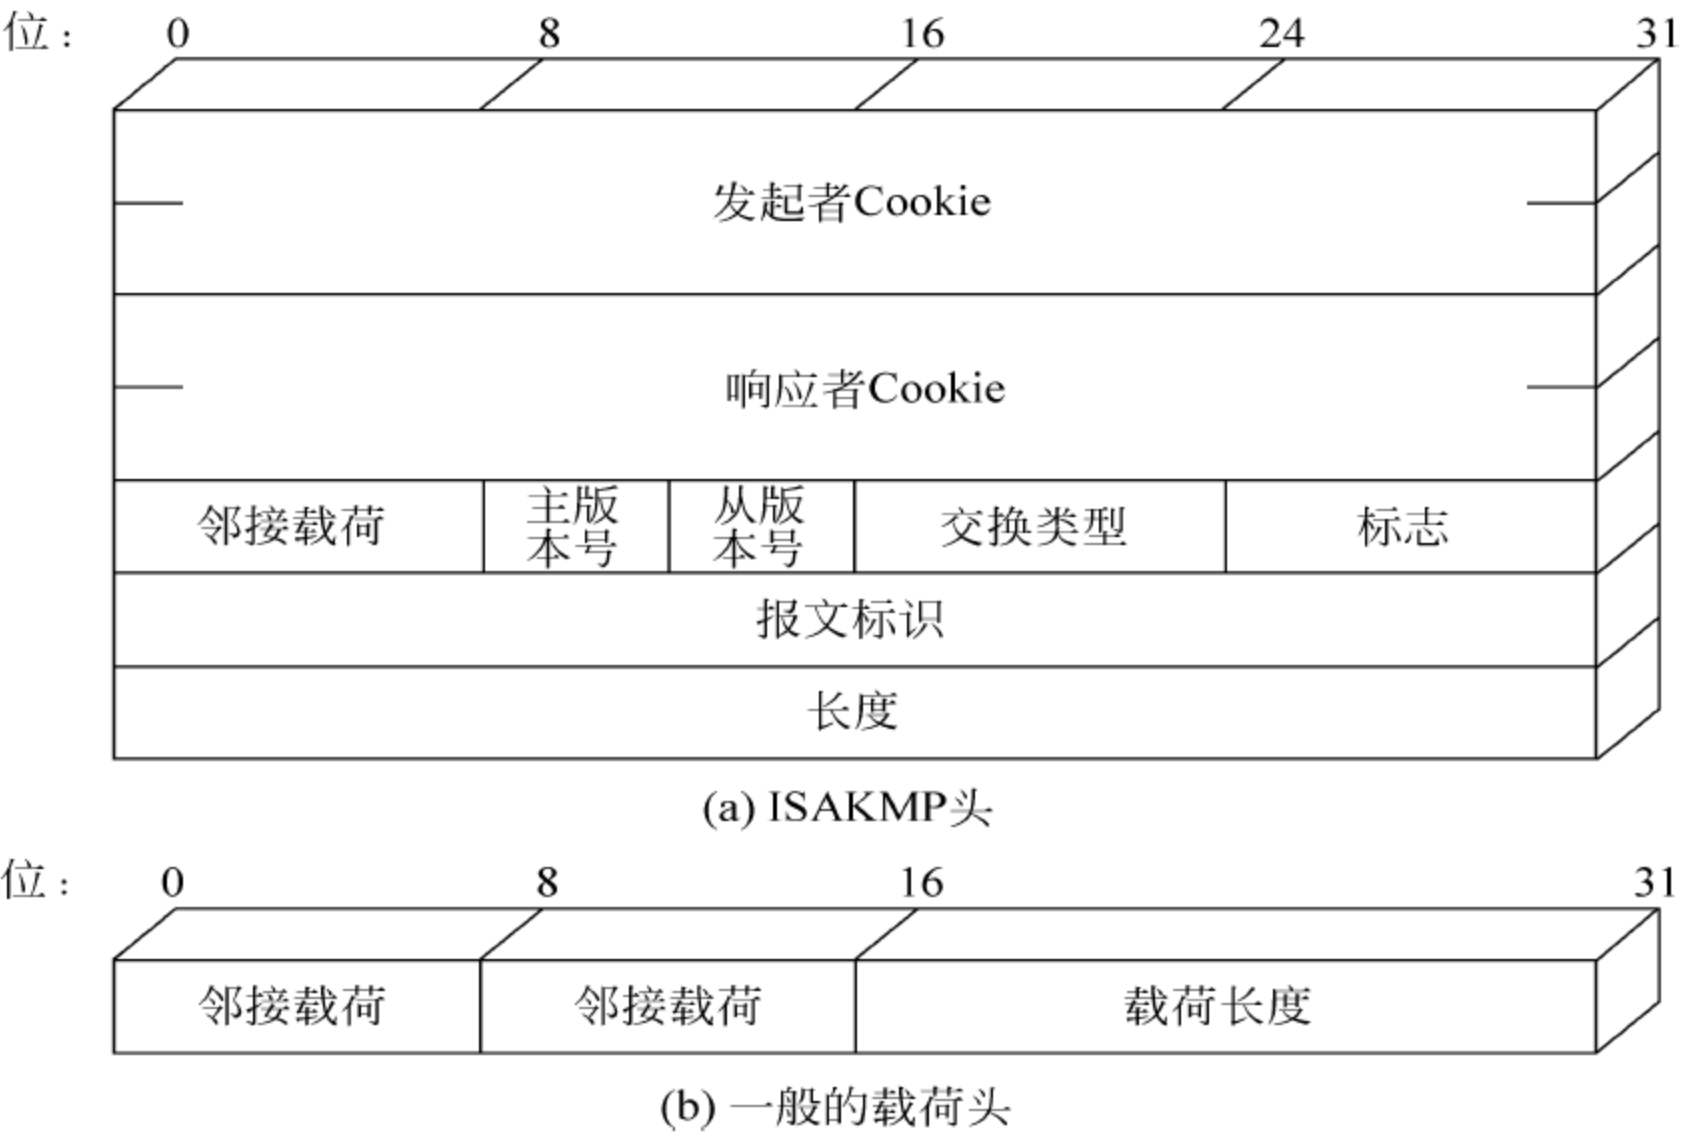 位： 0 8 16 24 31
发起者Cookie
响应者Cookie
邻接载荷 主版本号 从版本号 交换类型 标志
报文标识
长度
(a) ISAKMP头
位： 0 8 16 31
邻接载荷 邻接载荷 载荷长度
(b) 一般的载荷头